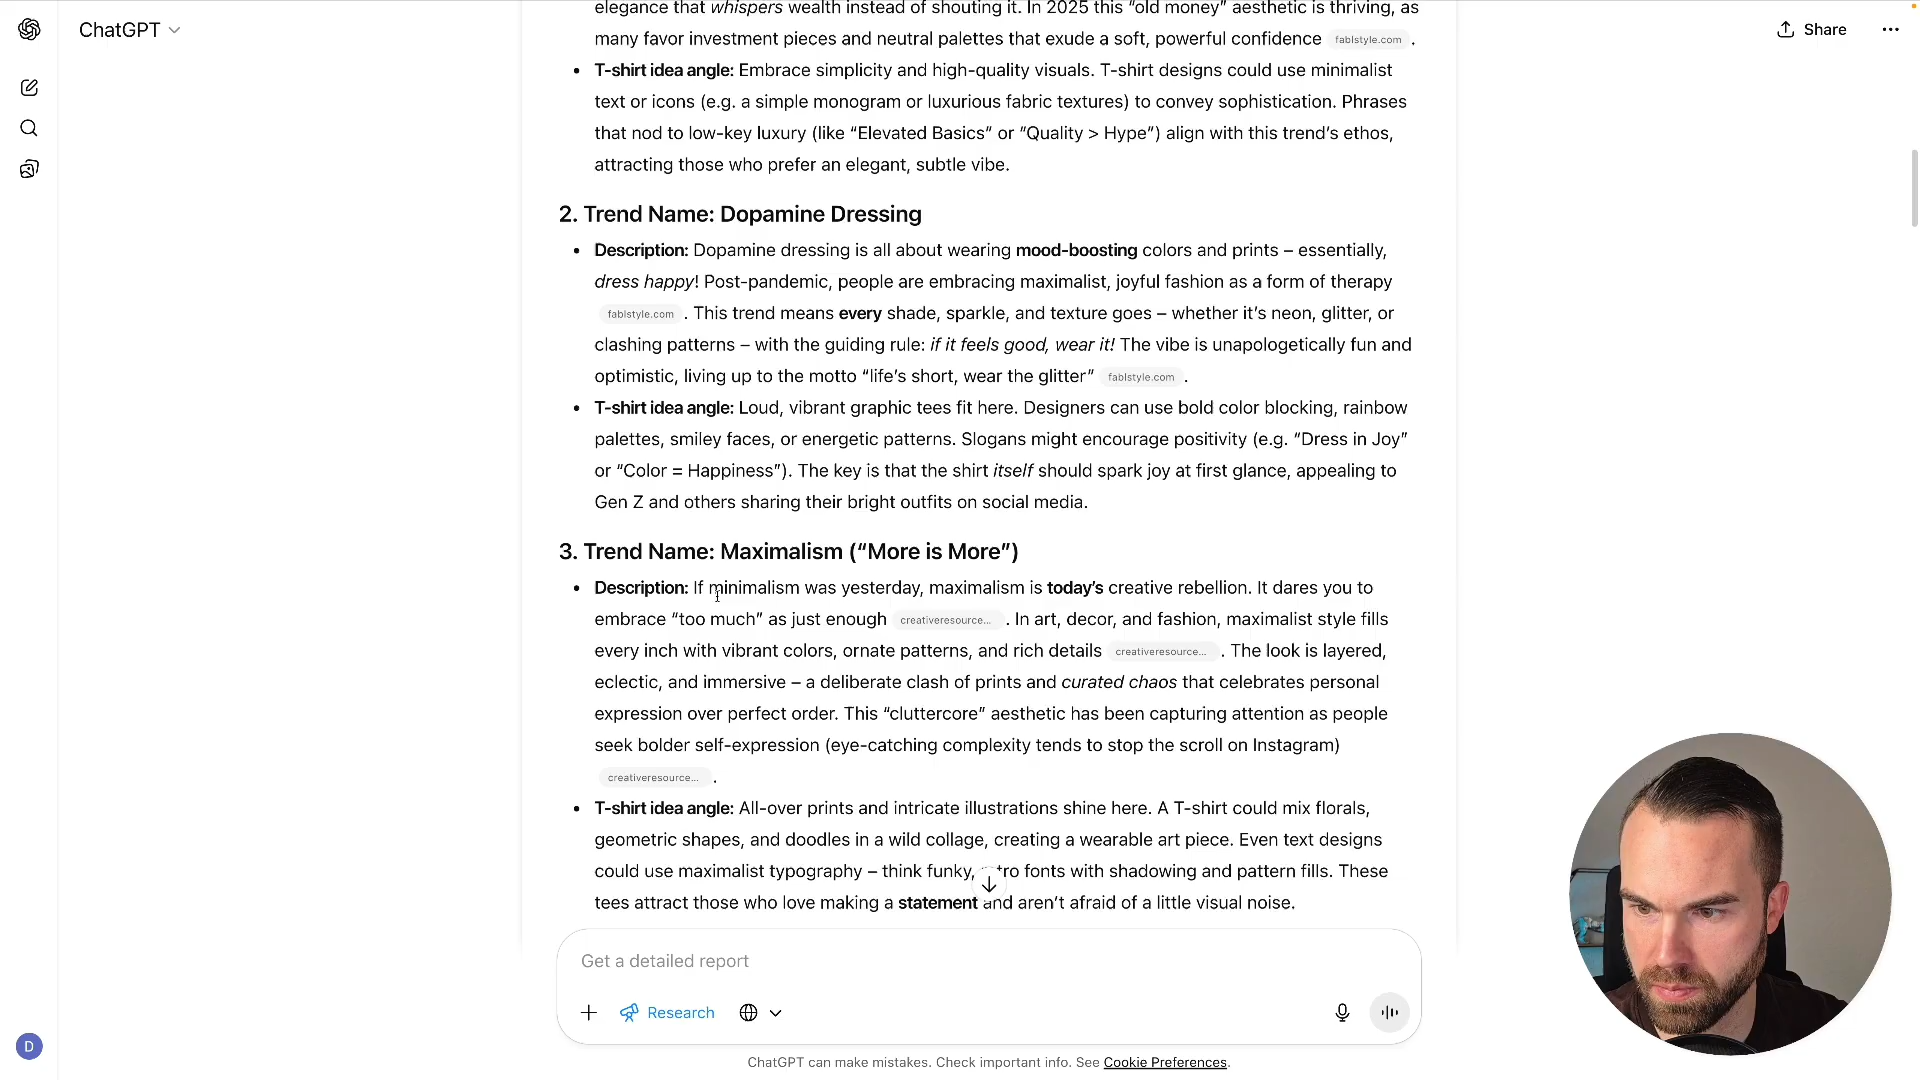 ChatGPT
Share
elegance that whispers wealth instead of shouting it. In 2025 this “old money” aesthetic is thriving, as
many favor investment pieces and neutral palettes that exude a soft, powerful confidence fablstyle.com .
• T-shirt idea angle: Embrace simplicity and high-quality visuals. T-shirt designs could use minimalist
text or icons (e.g. a simple monogram or luxurious fabric textures) to convey sophistication. Phrases
that nod to low-key luxury (like “Elevated Basics” or “Quality > Hype”) align with this trend’s ethos,
attracting those who prefer an elegant, subtle vibe.
2. Trend Name: Dopamine Dressing
• Description: Dopamine dressing is all about wearing mood-boosting colors and prints – essentially,
dress happy! Post-pandemic, people are embracing maximalist, joyful fashion as a form of therapy
fablstyle.com . This trend means every shade, sparkle, and texture goes – whether it’s neon, glitter, or
clashing patterns – with the guiding rule: if it feels good, wear it! The vibe is unapologetically fun and
optimistic, living up to the motto “life’s short, wear the glitter” fablstyle.com .
• T-shirt idea angle: Loud, vibrant graphic tees fit here. Designers can use bold color blocking, rainbow
palettes, smiley faces, or energetic patterns. Slogans might encourage positivity (e.g. “Dress in Joy”
or “Color = Happiness”). The key is that the shirt itself should spark joy at first glance, appealing to
Gen Z and others sharing their bright outfits on social media.
3. Trend Name: Maximalism (“More is More”)
• Description: If minimalism was yesterday, maximalism is today’s creative rebellion. It dares you to
embrace “too much” as just enough creativeresource... . In art, decor, and fashion, maximalist style fills
every inch with vibrant colors, ornate patterns, and rich details creativeresource... . The look is layered,
eclectic, and immersive – a deliberate clash of prints and curated chaos that celebrates personal
expression over perfect order. This “cluttercore” aesthetic has been capturing attention as people
seek bolder self-expression (eye-catching complexity tends to stop the scroll on Instagram)
creativeresource... .
• T-shirt idea angle: All-over prints and intricate illustrations shine here. A T-shirt could mix florals,
geometric shapes, and doodles in a wild collage, creating a wearable art piece. Even text designs
could use maximalist typography – think funky, fonts with shadowing and pattern fills. These
tees attract those who love making a statement and aren’t afraid of a little visual noise.
Get a detailed report
Research
D
ChatGPT can make mistakes. Check important info. See Cookie Preferences.